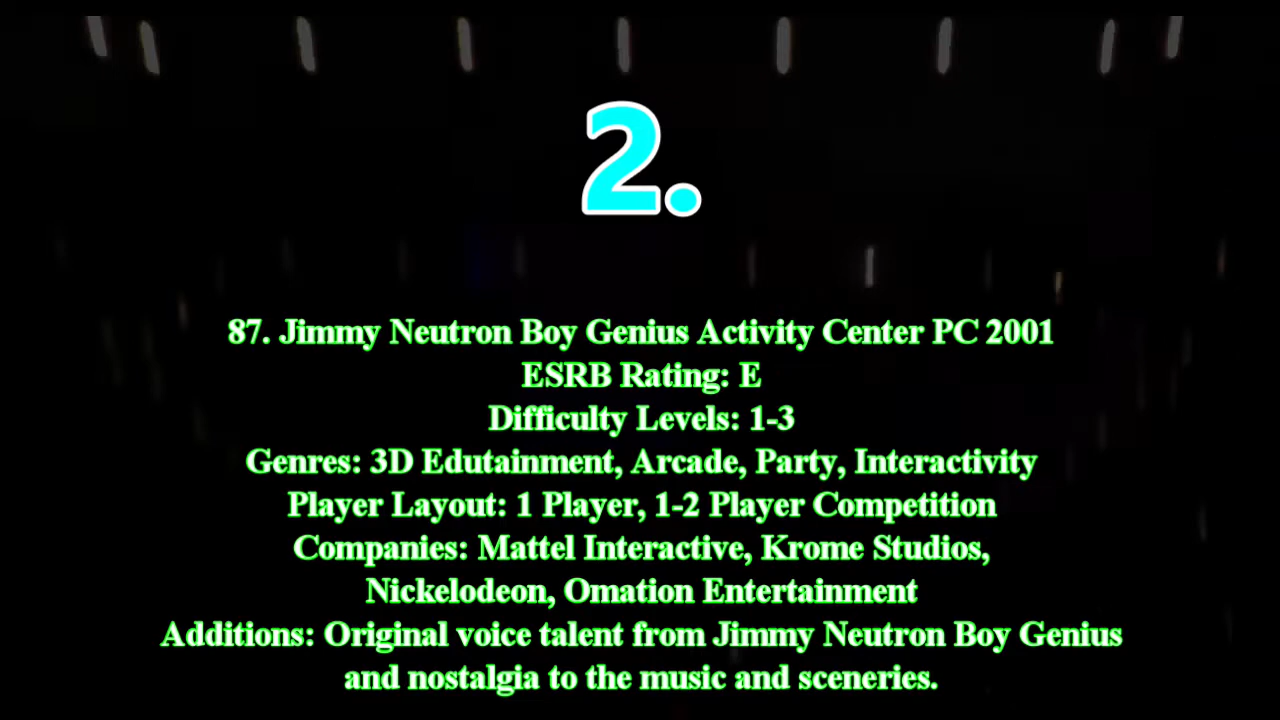 2.
87. Jimmy Neutron Boy Genius Activity Center PC 2001
ESRB Rating: E
Difficulty Levels: 1-3
Genres: 3D Edutainment, Arcade, Party, Interactivity
Player Layout: 1 Player, 1-2 Player Competition
Companies: Mattel Interactive, Krome Studios,
Nickelodeon, Omation Entertainment
Additions: Original voice talent from Jimmy Neutron Boy Genius
and nostalgia to the music and sceneries.